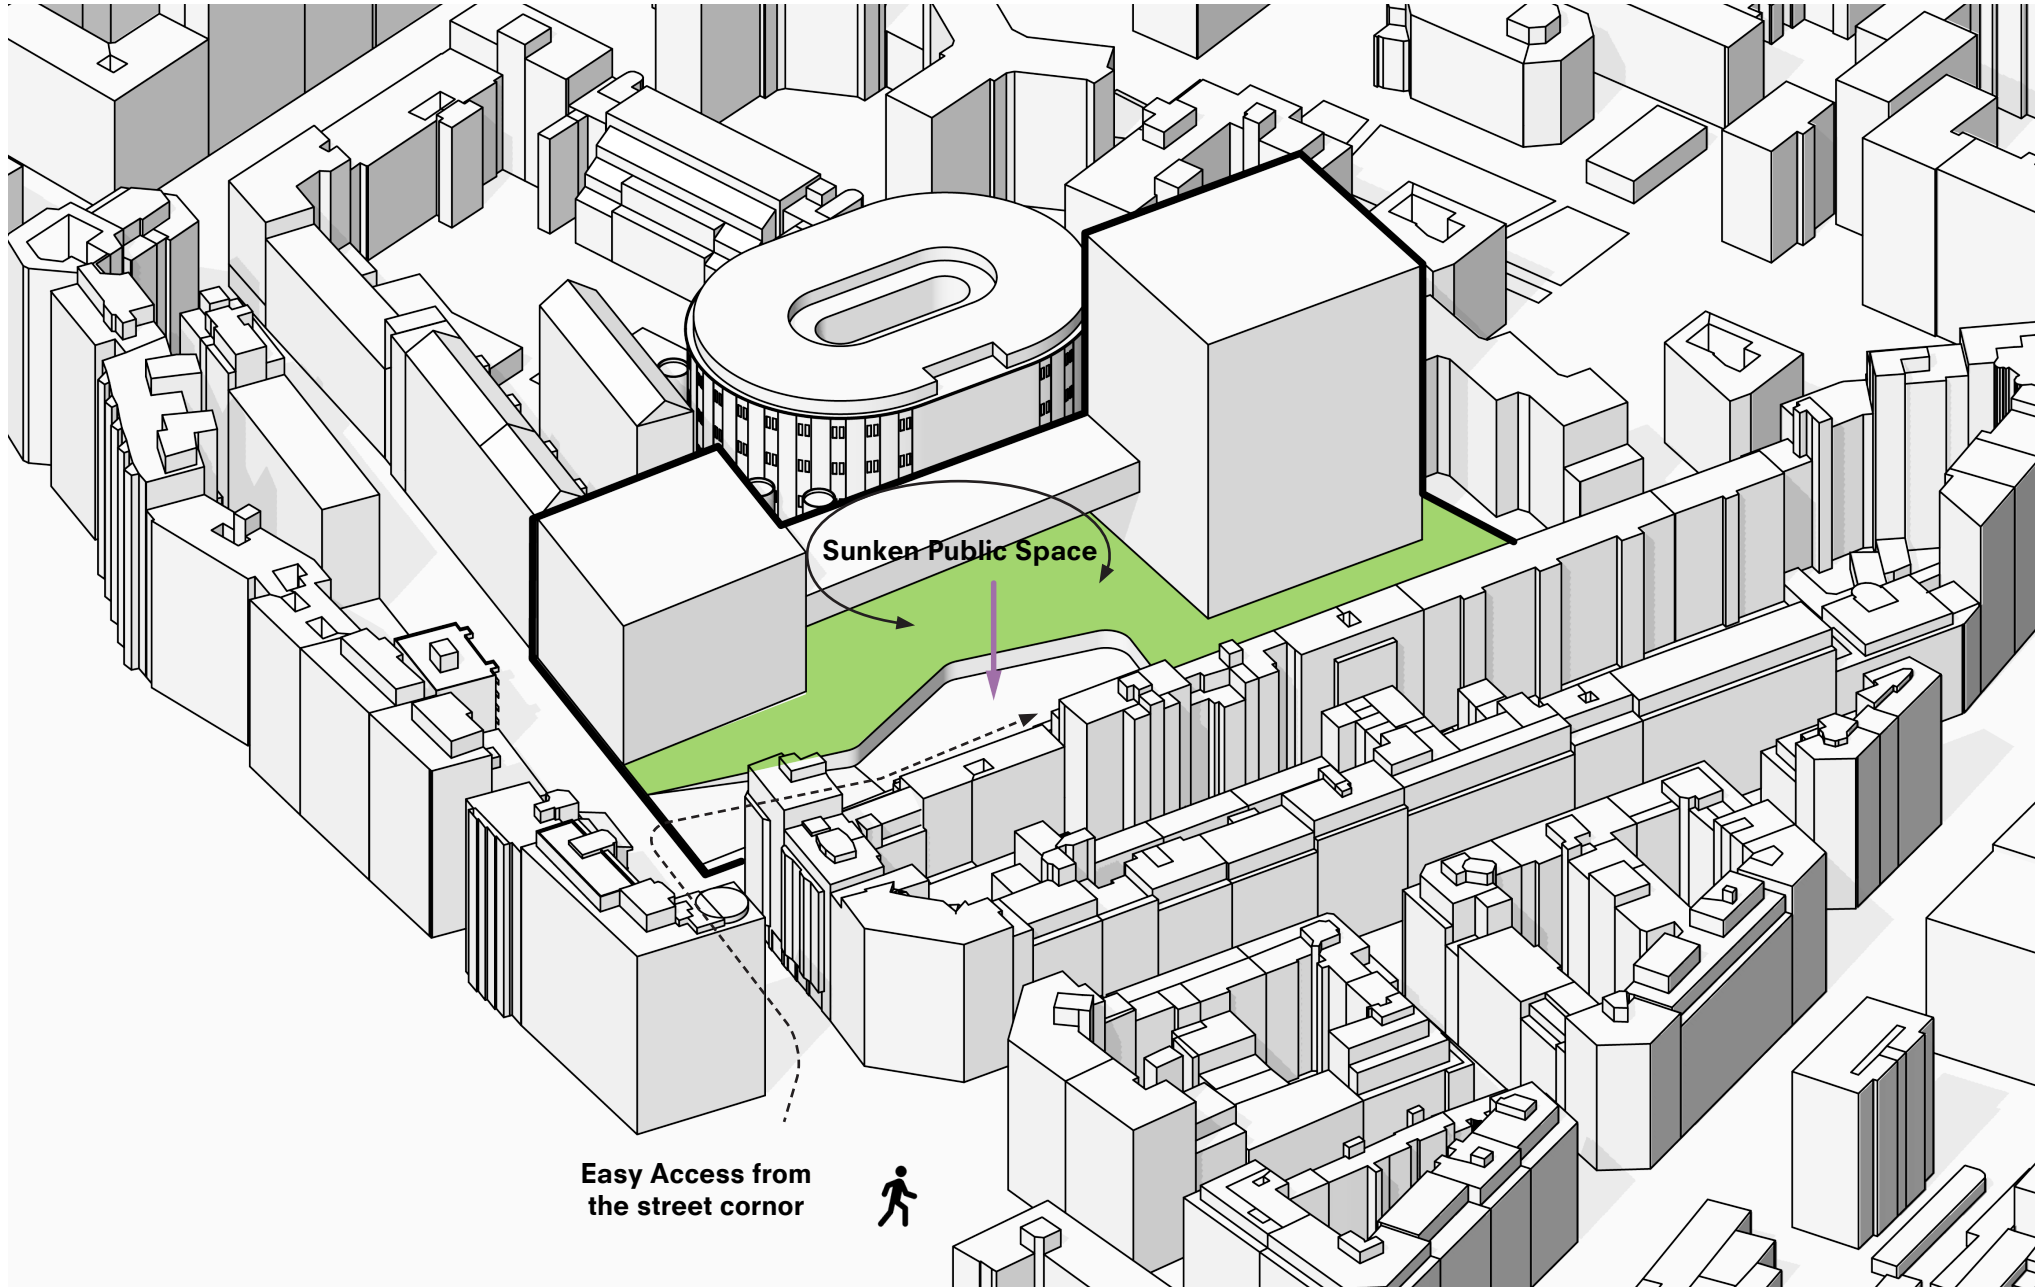 Sunken Public Space
Easy Access from
the street cornor